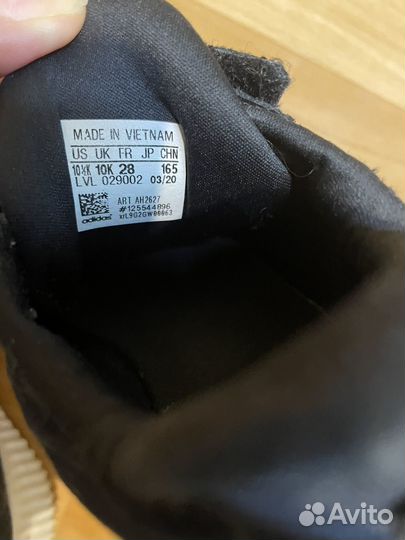 MADE IN VIETNAM
US UK FR JP CHN
10½K 10K 28 165
LVL 029002 03/20
ART AH2627
#125544896
adidas
Avito